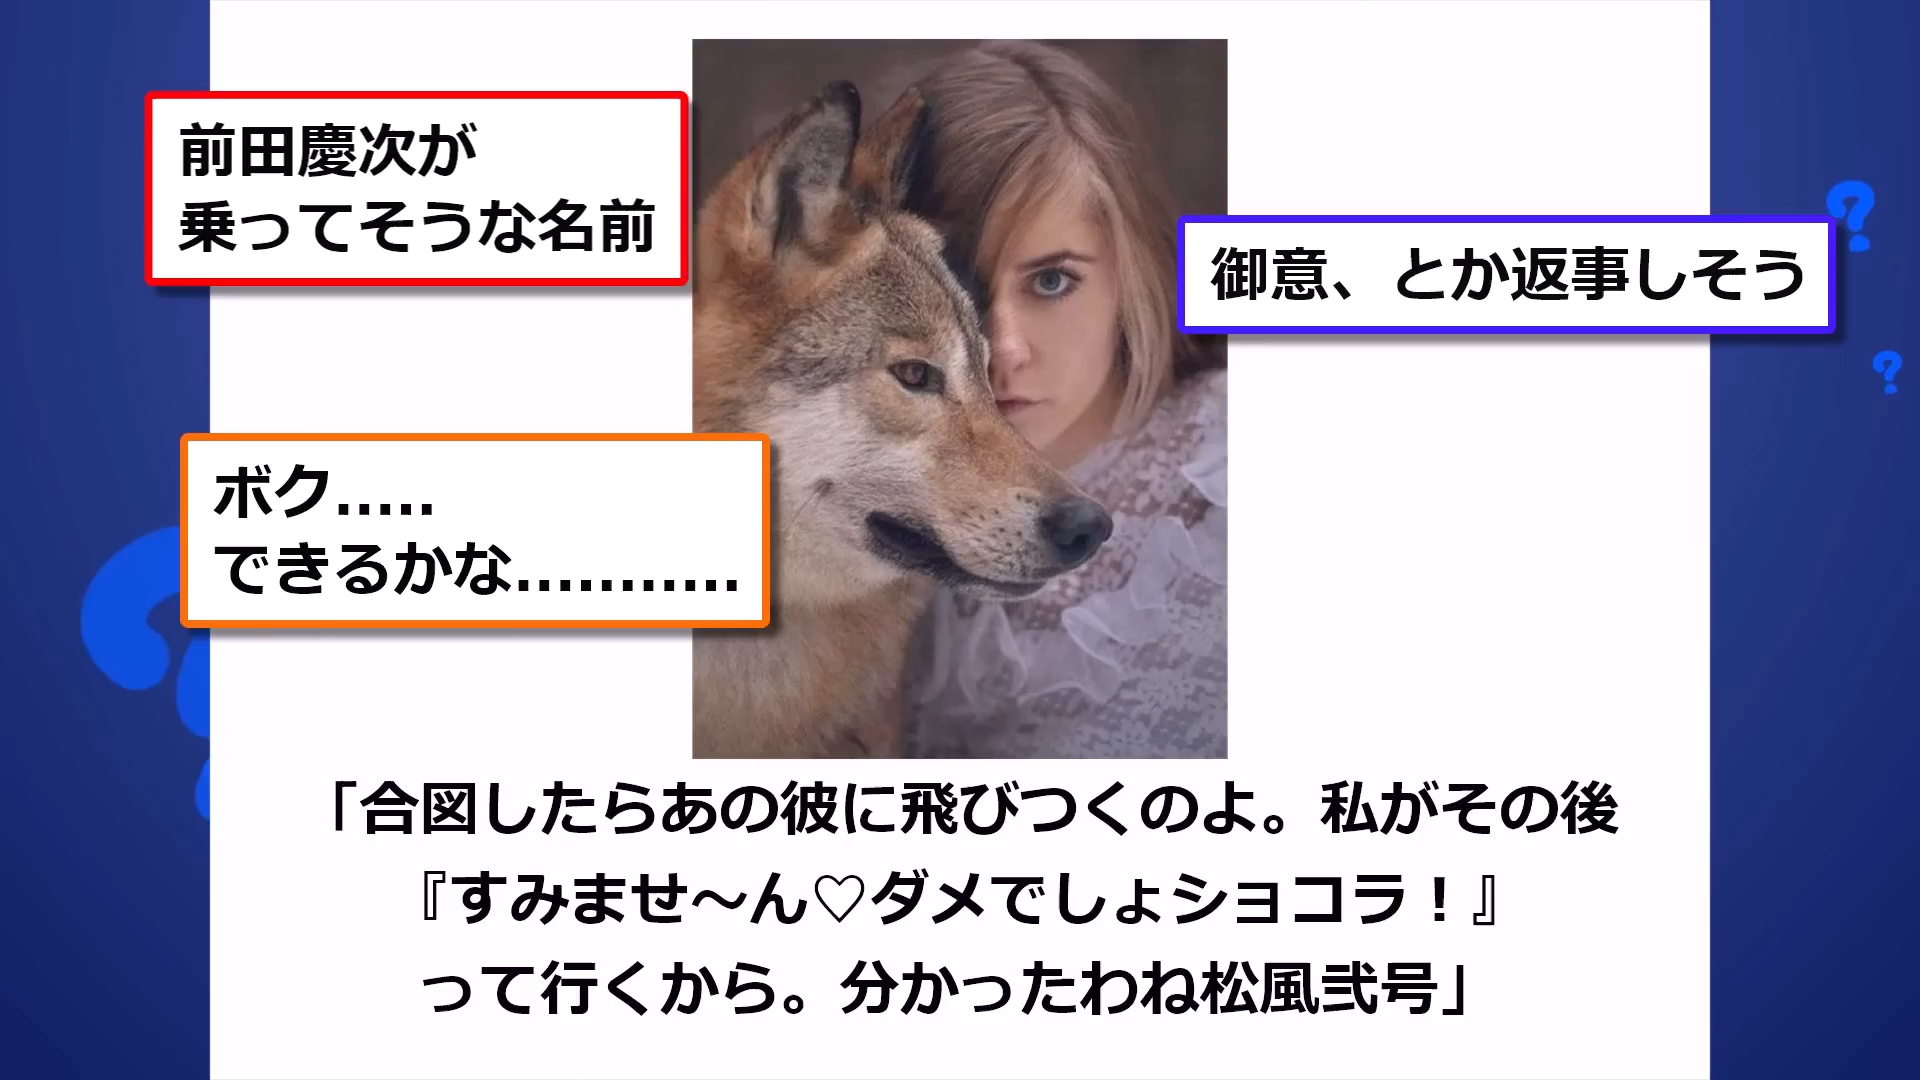 前田慶次が
乗ってそうな名前
御意、とか返事しそう
ボク.....
できるかな...........
「合図したらあの彼に飛びつくのよ。私がその後
『すみませ〜ん♡ダメでしょショコラ！』
って行くから。分かったわね松風弐号」